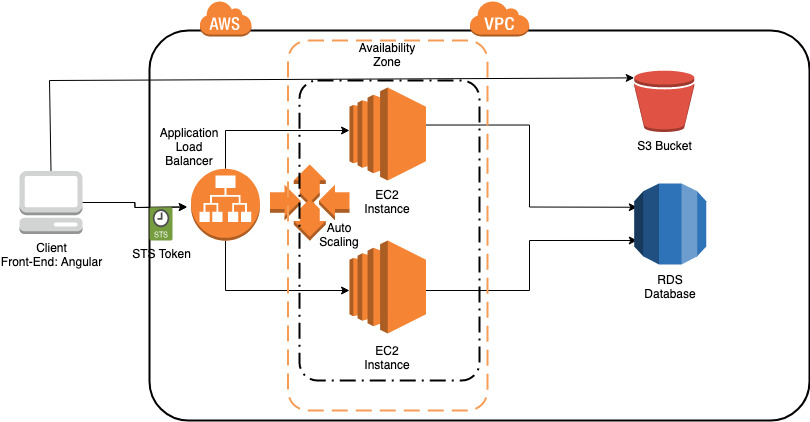 AWS
VPC
Availability
Zone
Application
Load
Balancer
S3 Bucket
EC2
Instance
Auto
Scaling
STS
STS Token
Client
Front-End: Angular
RDS
Database
EC2
Instance